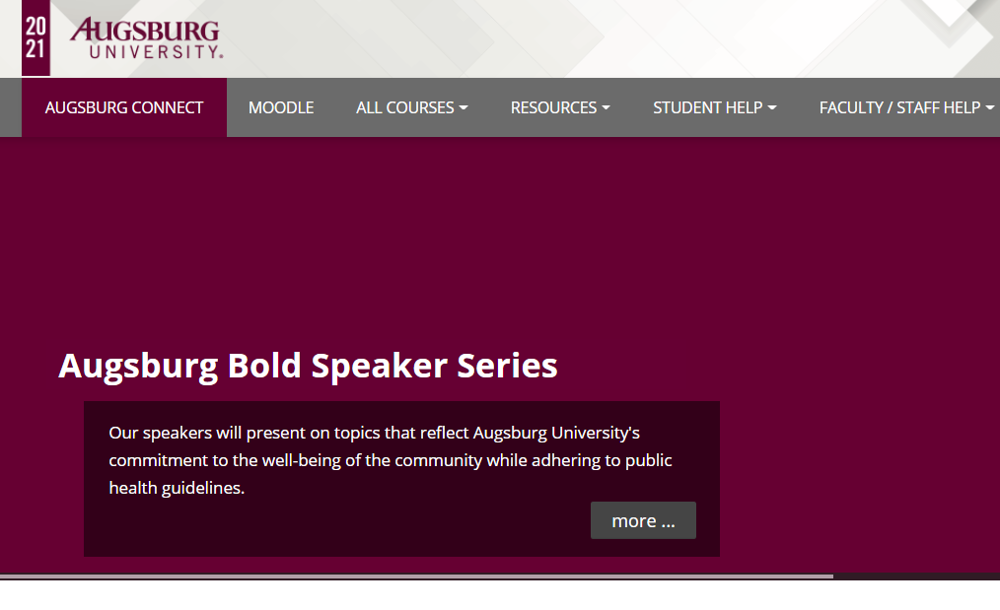 20
21
AUGSBURG
UNIVERSITY®
AUGSBURG CONNECT MOODLE ALL COURSES RESOURCES STUDENT HELP FACULTY / STAFF HELP
Augsburg Bold Speaker Series
Our speakers will present on topics that reflect Augsburg University's
commitment to the well-being of the community while adhering to public
health guidelines.
more ...